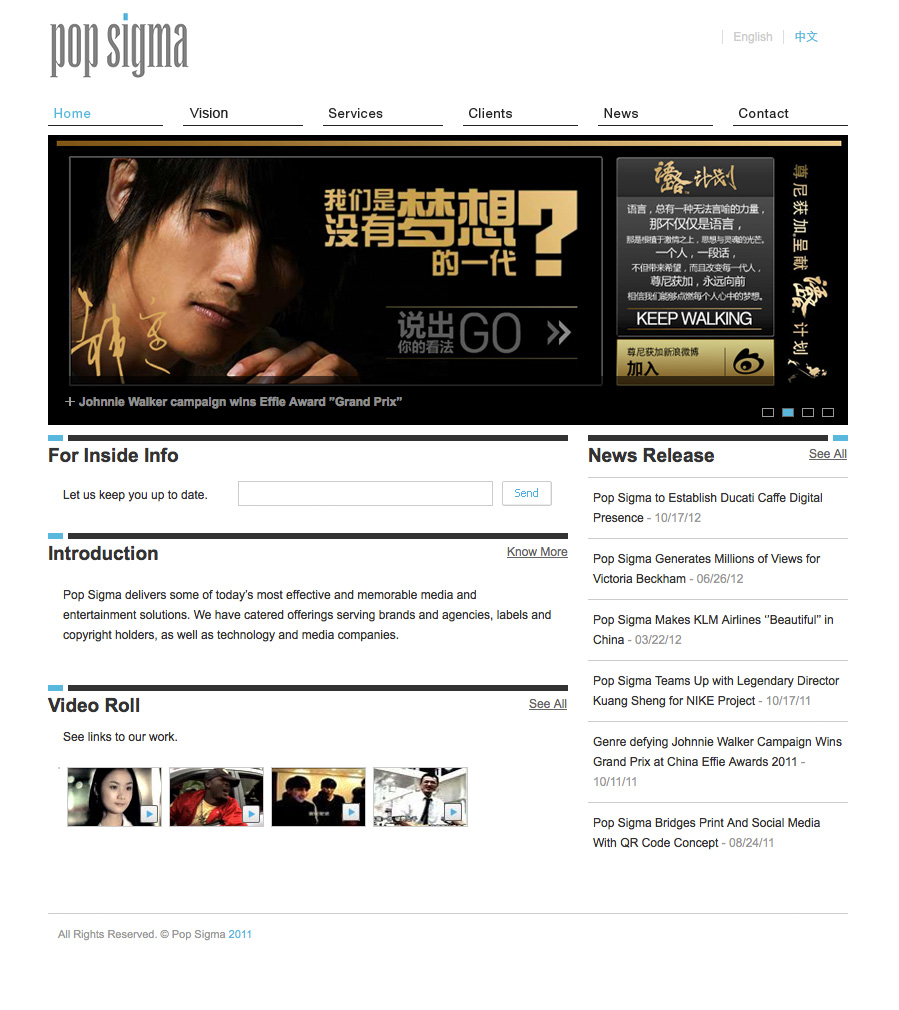 pop sigma
English
中文
Home
Vision
Services
Clients
News
Contact
我们是
没有梦想?
的一代
说出
你的看法
GO
语路计划
语言,总有一种无法言喻的力量,
那不仅仅是语言,
那是根植于激情之上,思想与灵魂的光芒。
一个人,一段话,
不但带来希望,而且改变每一代人,
尊尼获加,永远向前
相信我们能够点燃每个人心中的梦想。
KEEP WALKING
尊尼获加新浪微博
加入
尊尼获加呈献
语路
计划
+ Johnnie Walker campaign wins Effie Award "Grand Prix"
For Inside Info
Let us keep you up to date.
Send
Introduction
Know More
Pop Sigma delivers some of today's most effective and memorable media and
entertainment solutions. We have catered offerings serving brands and agencies, labels and
copyright holders, as well as technology and media companies.
Video Roll
See All
See links to our work.
News Release
See All
Pop Sigma to Establish Ducati Caffe Digital
Presence - 10/17/12
Pop Sigma Generates Millions of Views for
Victoria Beckham - 06/26/12
Pop Sigma Makes KLM Airlines "Beautiful" in
China - 03/22/12
Pop Sigma Teams Up with Legendary Director
Kuang Sheng for NIKE Project - 10/17/11
Genre defying Johnnie Walker Campaign Wins
Grand Prix at China Effie Awards 2011 -
10/11/11
Pop Sigma Bridges Print And Social Media
With QR Code Concept - 08/24/11
All Rights Reserved. © Pop Sigma 2011